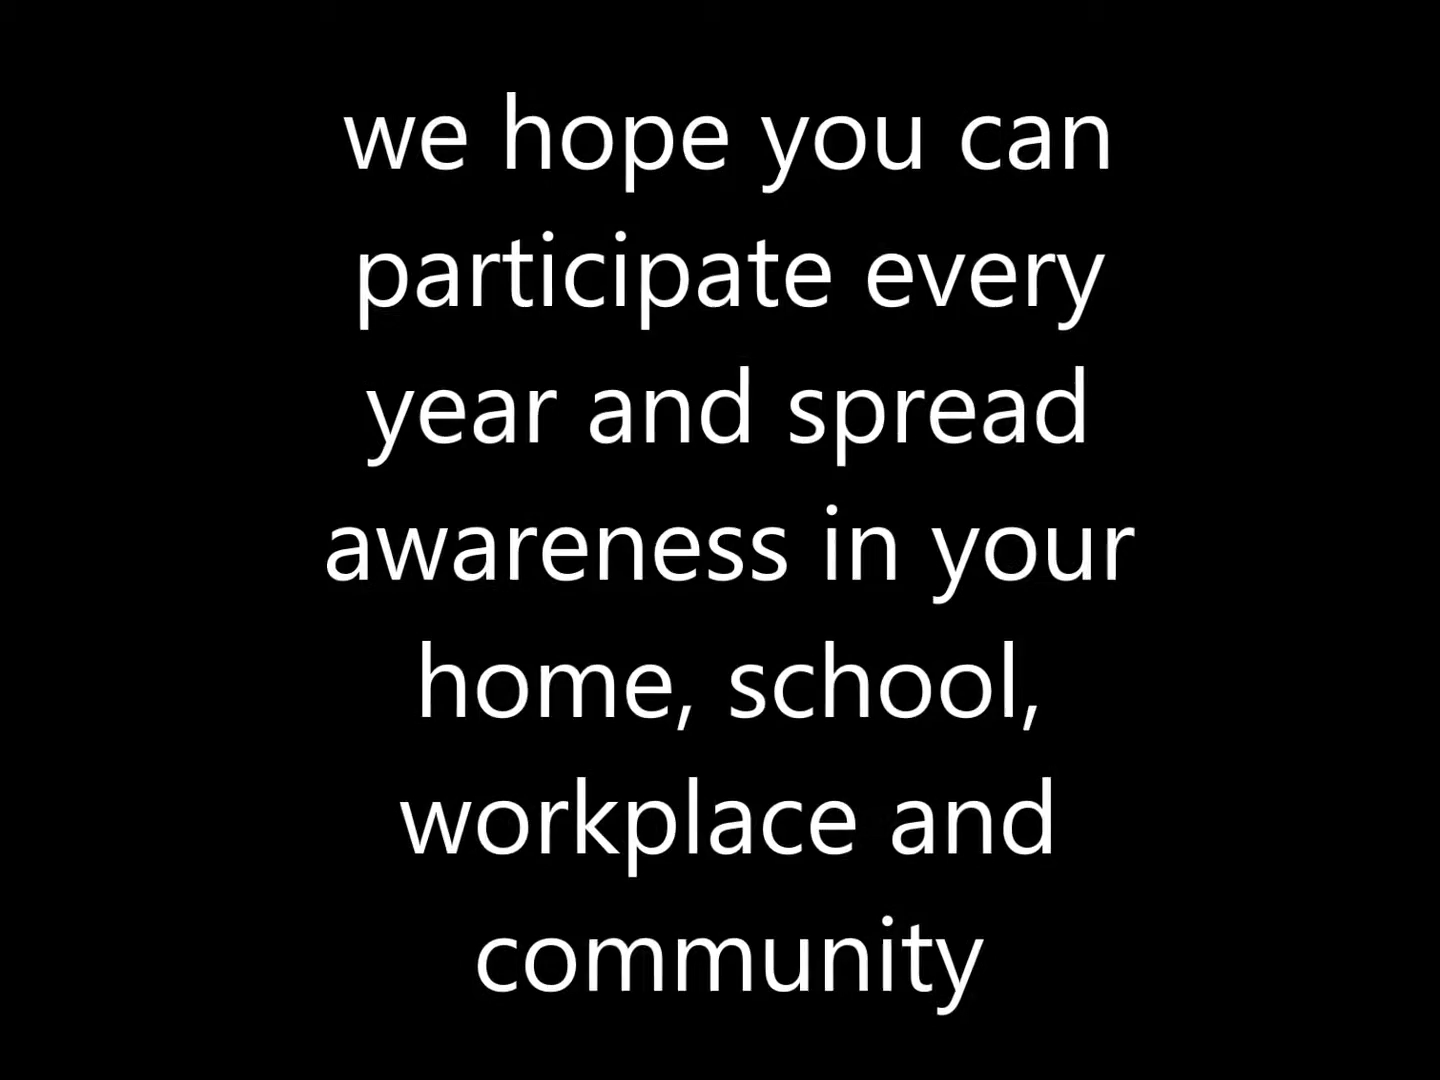 we hope you can
participate every
year and spread
awareness in your
home, school,
workplace and
community